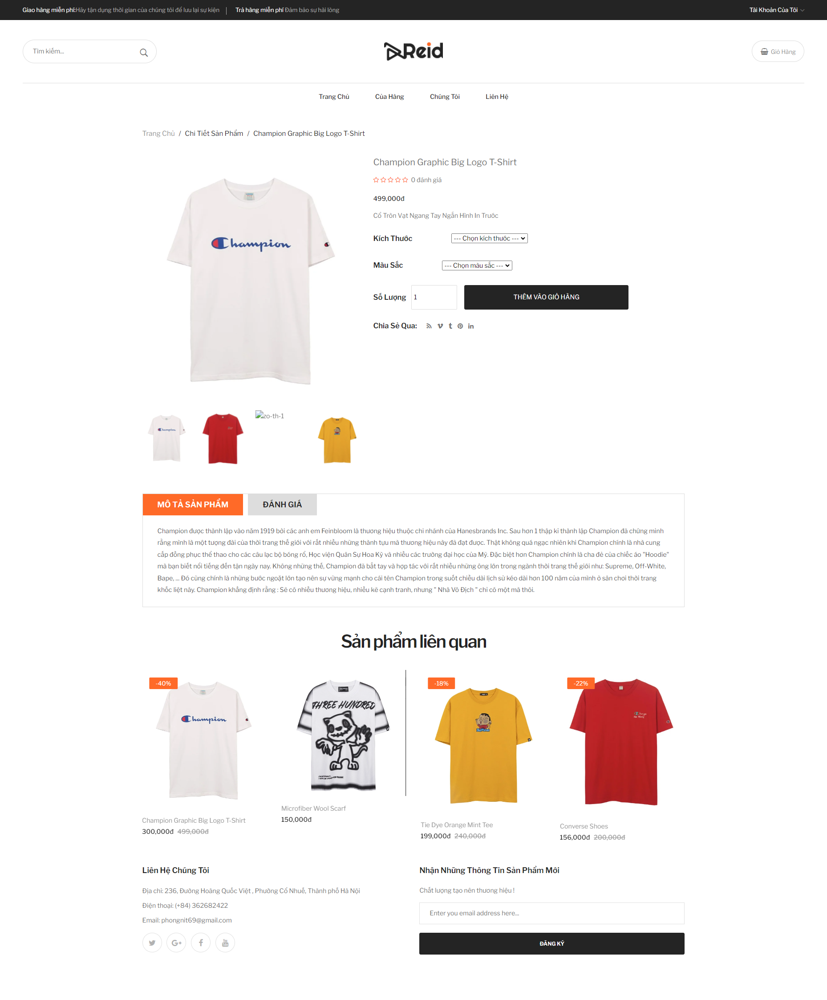 Giao hàng miễn phí:Hãy tận dụng thời gian của chúng tôi để lưu lại sự kiện
Trả hàng miễn phí Đảm bảo sự hài lòng
Tài Khoản Của Tôi
Tìm kiếm...
Reid
Giỏ Hàng
Trang Chủ
Cửa Hàng
Chúng Tôi
Liên Hệ
Trang Chủ / Chi Tiết Sản Phẩm / Champion Graphic Big Logo T-Shirt
Champion Graphic Big Logo T-Shirt
0 đánh giá
499,000đ
Cổ Tròn Vạt Ngang Tay Ngắn Hình In Trước
Champion
Kích Thước
--- Chọn kích thước ---
Màu Sắc
--- Chọn màu sắc ---
Số Lượng
1
THÊM VÀO GIỎ HÀNG
Chia Sẻ Qua:
zo-th-1
Champion
MÔ TẢ SẢN PHẨM
ĐÁNH GIÁ
Champion được thành lập vào năm 1919 bởi các anh em Feinbloom là thương hiệu thuộc chi nhánh của Hanesbrands Inc. Sau hơn 1 thập kỉ thành lập Champion đã chứng minh
rằng mình là một tượng đài của thời trang thế giới với rất nhiều những thành tựu mà thương hiệu này đã đạt được. Thật không quá ngạc nhiên khi Champion chính là nhà cung
cấp đồng phục thể thao cho các câu lạc bộ bóng rổ, Học viện Quân Sự Hoa Kỳ và nhiều các trường đại học của Mỹ. Đặc biệt hơn Champion chính là cha đẻ của chiếc áo "Hoodie"
mà bạn biết nổi tiếng đến tận ngày nay. Không những thế, Champion đã bắt tay và hợp tác với rất nhiều những ông lớn trong ngành thời trang thế giới như: Supreme, Off-White,
Bape, ... Đó cũng chính là những bước ngoặt lớn tạo nên sự vững mạnh cho cái tên Champion trong suốt chiều dài lịch sử kéo dài hơn 100 năm của mình ở sân chơi thời trang
khốc liệt này. Champion khẳng định rằng : Sẽ có nhiều thương hiệu, nhiều kẻ cạnh tranh, nhưng " Nhà Vô Địch " chỉ có một mà thôi.
Sản phẩm liên quan
-40%
-18%
-22%
Champion
THREE HUNDRED
Microfiber Wool Scarf
150,000đ
Champion Graphic Big Logo T-Shirt
300,000đ 499,000đ
Tie Dye Orange Mint Tee
199,000đ 240,000đ
Converse Shoes
156,000đ 200,000đ
Liên Hệ Chúng Tôi
Địa chỉ: 236, Đường Hoàng Quốc Việt , Phường Cổ Nhuế, Thành phố Hà Nội
Điện thoại: (+84) 362682422
Email: phongnit69@gmail.com
Nhận Những Thông Tin Sản Phẩm Mới
Chất lượng tạo nên thương hiệu !
Enter you email address here...
ĐĂNG KÝ